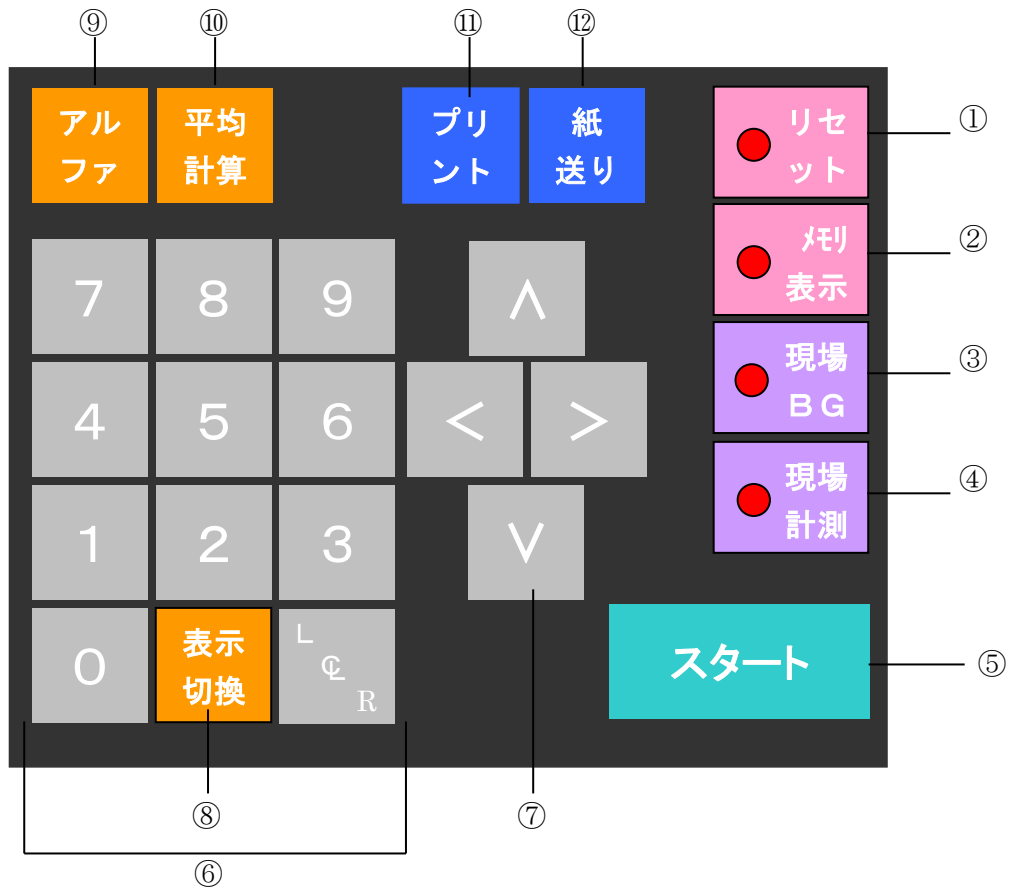 ⑨ ⑩ ⑪ ⑫
アル
ファ
平均
計算
プリ
ント
紙
送り
リセ
ット
①
ﾒﾓﾘ
表示
②
現場
BG
③
現場
計測
④
7 8 9
∧
4 5 6
< >
1 2 3
∨
0
表示
切換
L
℄
R
スタート
⑤
⑧ ⑦
⑥